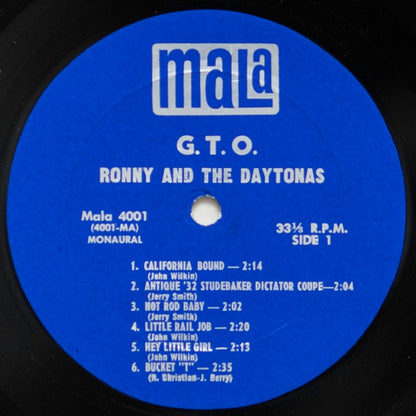 mala
G. T. O.
RONNY AND THE DAYTONAS
Mala 4001
(4001-MA)
MONAURAL
33⅓ R.P.M.
SIDE 1
1. CALIFORNIA BOUND — 2:14
(John Wilkin)
2. ANTIQUE '32 STUDEBAKER DICTATOR COUPE—2:04
(Jerry Smith)
3. HOT ROD BABY — 2:02
(Jerry Smith)
4. LITTLE RAIL JOB — 2:20
(John Wilkin)
5. HEY LITTLE GIRL — 2:13
(John Wilkin)
6. BUCKET "T" — 2:35
(R. Christian-J. Berry)